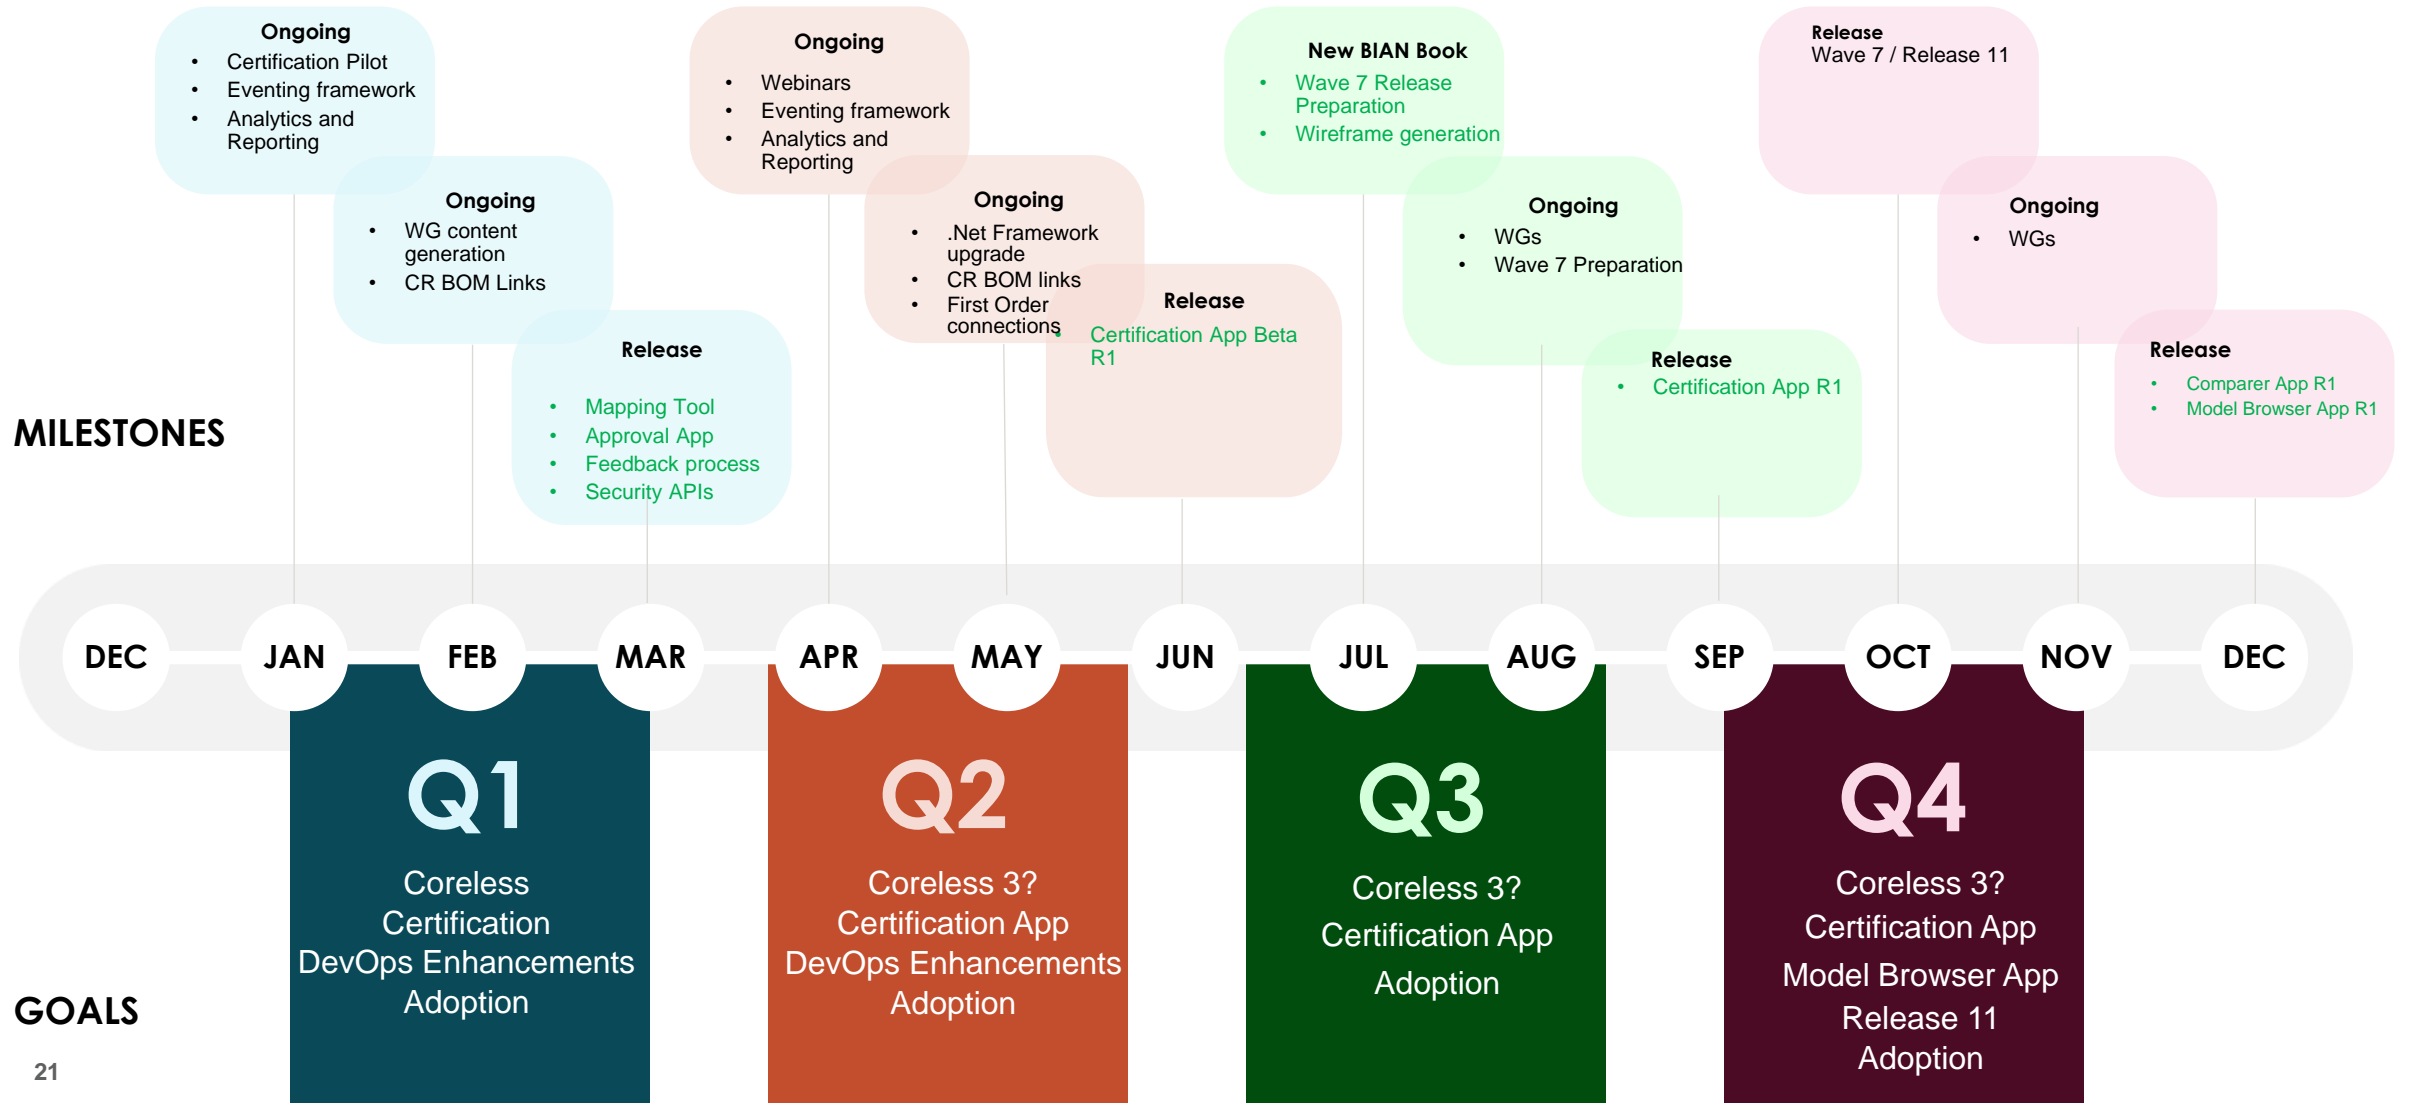 Ongoing
• Certification Pilot
• Eventing framework
• Analytics and
Reporting
Ongoing
• WG content
generation
• CR BOM Links
Release
• Mapping Tool
• Approval App
• Feedback process
• Security APIs
Ongoing
• Webinars
• Eventing framework
• Analytics and
Reporting
Ongoing
• .Net Framework
upgrade
• CR BOM links
• First Order
connections
Release
• Certification App Beta
R1
New BIAN Book
• Wave 7 Release
Preparation
• Wireframe generation
Ongoing
• WGs
• Wave 7 Preparation
Release
• Certification App R1
Release
Wave 7 / Release 11
Ongoing
• WGs
Release
• Comparer App R1
• Model Browser App R1
MILESTONES
DEC JAN FEB MAR APR MAY JUN JUL AUG SEP OCT NOV DEC
Q1
Coreless
Certification
DevOps Enhancements
Adoption
Q2
Coreless 3?
Certification App
DevOps Enhancements
Adoption
Q3
Coreless 3?
Certification App
Adoption
Q4
Coreless 3?
Certification App
Model Browser App
Release 11
Adoption
GOALS
21